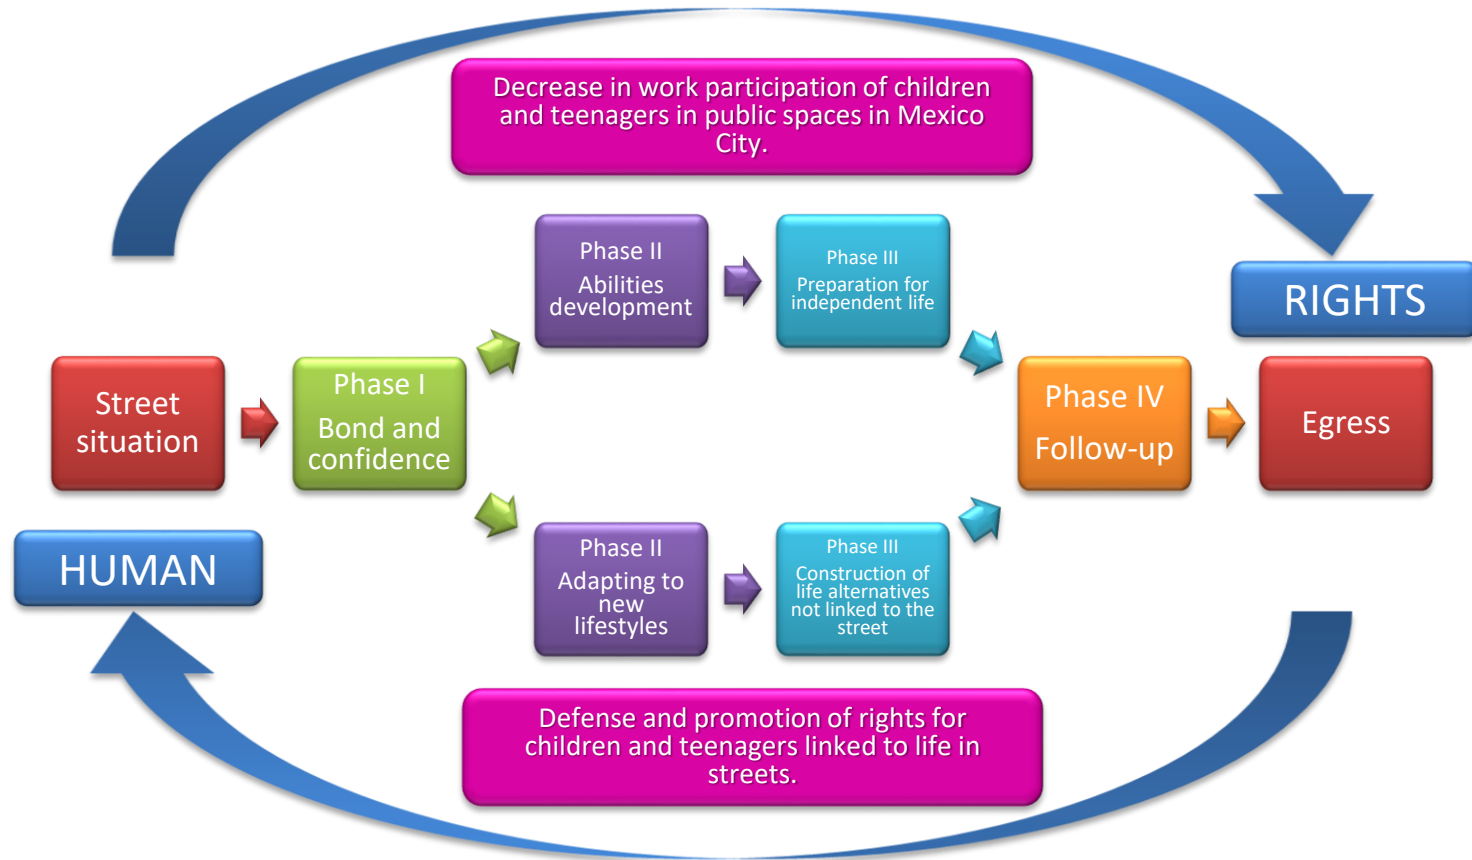 Decrease in work participation of children
and teenagers in public spaces in Mexico
City.
Phase II
Abilities
development
Phase III
Preparation for
independent life
RIGHTS
Street
situation
Phase I
Bond and
confidence
Phase IV
Follow-up
Egress
HUMAN
Phase II
Adapting to
new
lifestyles
Phase III
Construction of
life alternatives
not linked to the
street
Defense and promotion of rights for
children and teenagers linked to life in
streets.